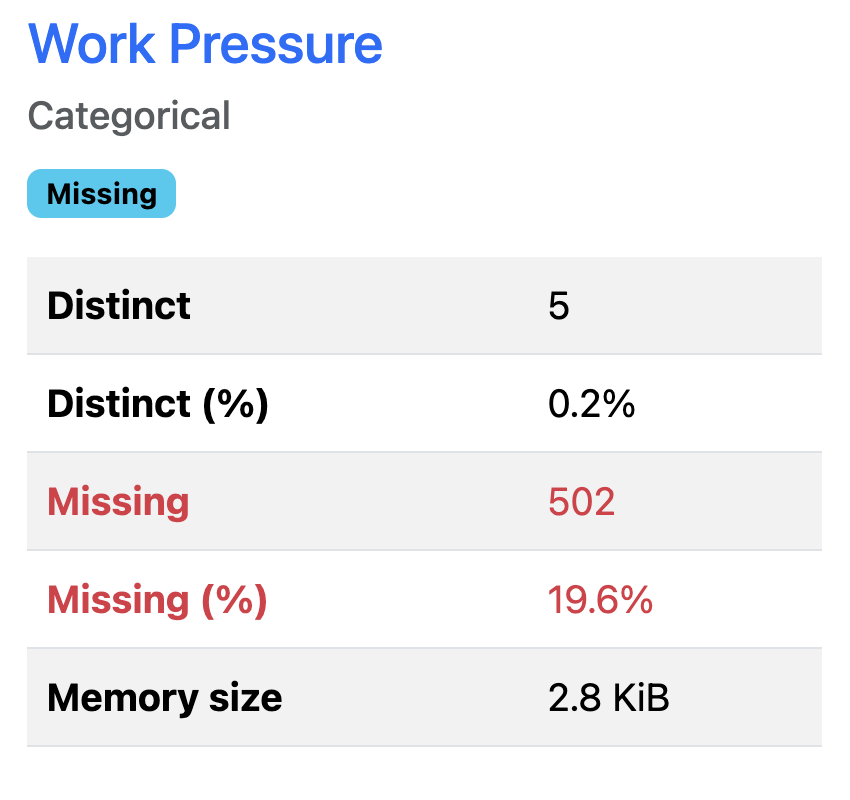 Work Pressure
Categorical
Missing
Distinct 5
Distinct (%) 0.2%
Missing 502
Missing (%) 19.6%
Memory size 2.8 KiB